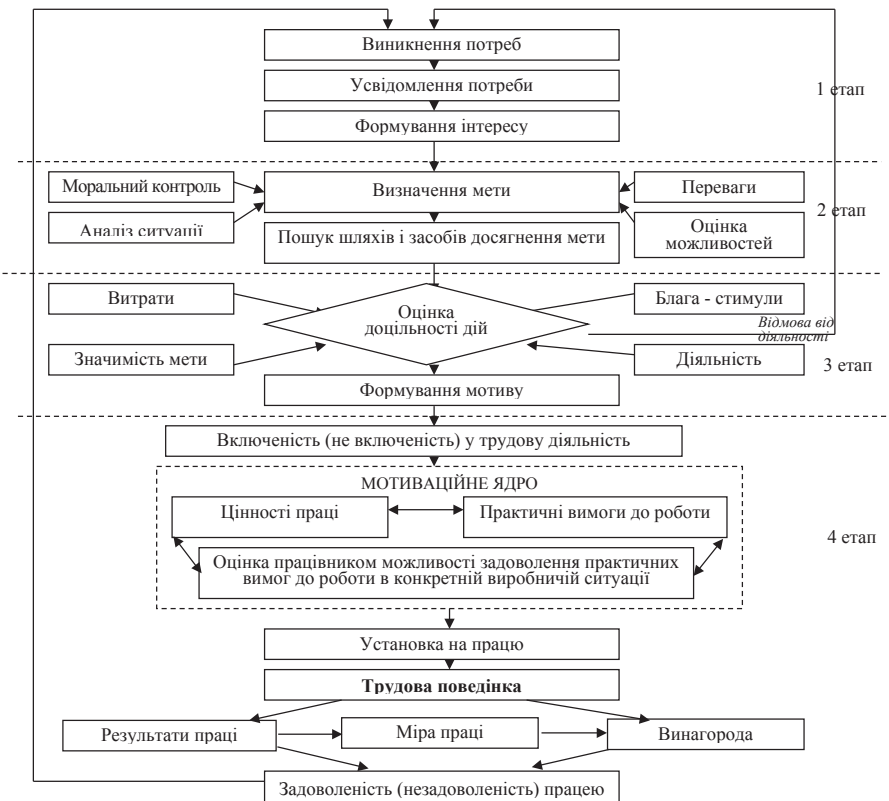 Виникнення потреб
Усвідомлення потреби
1 етап
Формування інтересу
Моральний контроль
Визначення мети
Переваги
Аналіз ситуації
2 етап
Пошук шляхів і засобів досягнення мети
Оцінка
можливостей
Витрати
Оцінка
доцільності дій
Блага - стимули
Відмова від
діяльності
Значимість мети
Діяльність
3 етап
Формування мотиву
Включеність (не включеність) у трудову діяльність
МОТИВАЦІЙНЕ ЯДРО
Цінності праці
Практичні вимоги до роботи
4 етап
Оцінка працівником можливості задоволення практичних
вимог до роботи в конкретній виробничій ситуації
Установка на працю
Трудова поведінка
Результати праці
Міра праці
Винагорода
Задоволеність (незадоволеність) працею